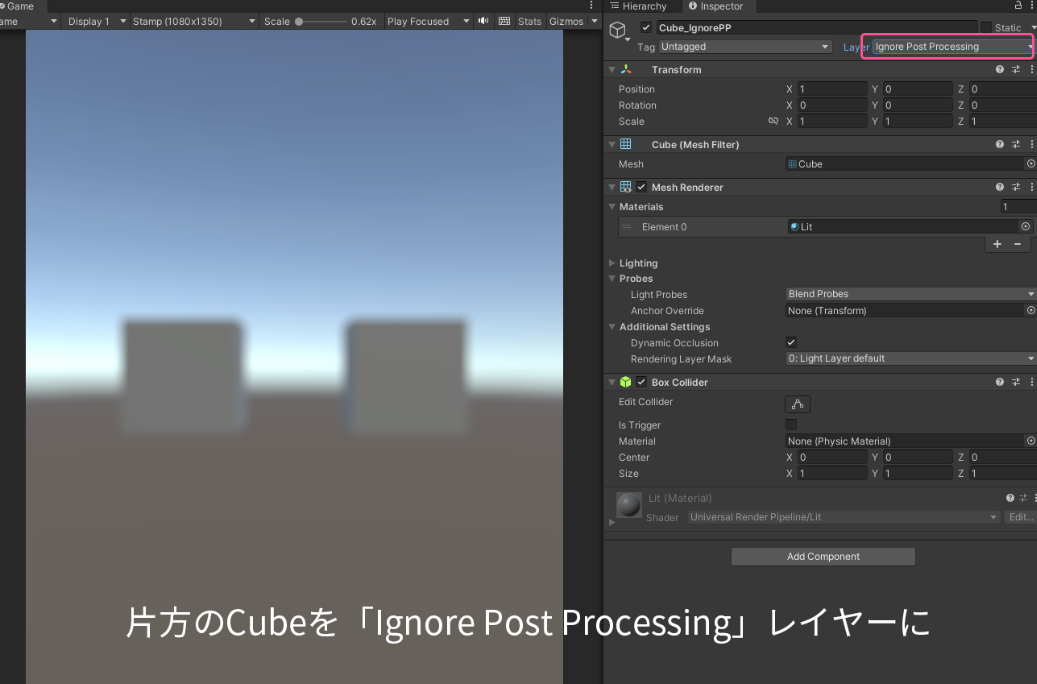 Game
Hierarchy
Inspector
ame
Display 1
Stamp (1080x1350)
Scale
0.62x
Play Focused
Stats
Gizmos
Cube_IgnorePP
Static
Tag
Untagged
Layer
Ignore Post Processing
Transform
Position X 1 Y 0 Z 0
Rotation X 0 Y 0 Z 0
Scale X 1 Y 1 Z 1
Cube (Mesh Filter)
Mesh Cube
Mesh Renderer
Materials 1
Element 0 Lit
+ −
Lighting
Probes
Light Probes Blend Probes
Anchor Override None (Transform)
Additional Settings
Dynamic Occlusion
Rendering Layer Mask 0: Light Layer default
Box Collider
Edit Collider
Is Trigger
Material None (Physic Material)
Center X 0 Y 0 Z 0
Size X 1 Y 1 Z 1
Lit (Material)
Shader Universal Render Pipeline/Lit Edit...
Add Component
片方のCubeを「Ignore Post Processing」レイヤーに